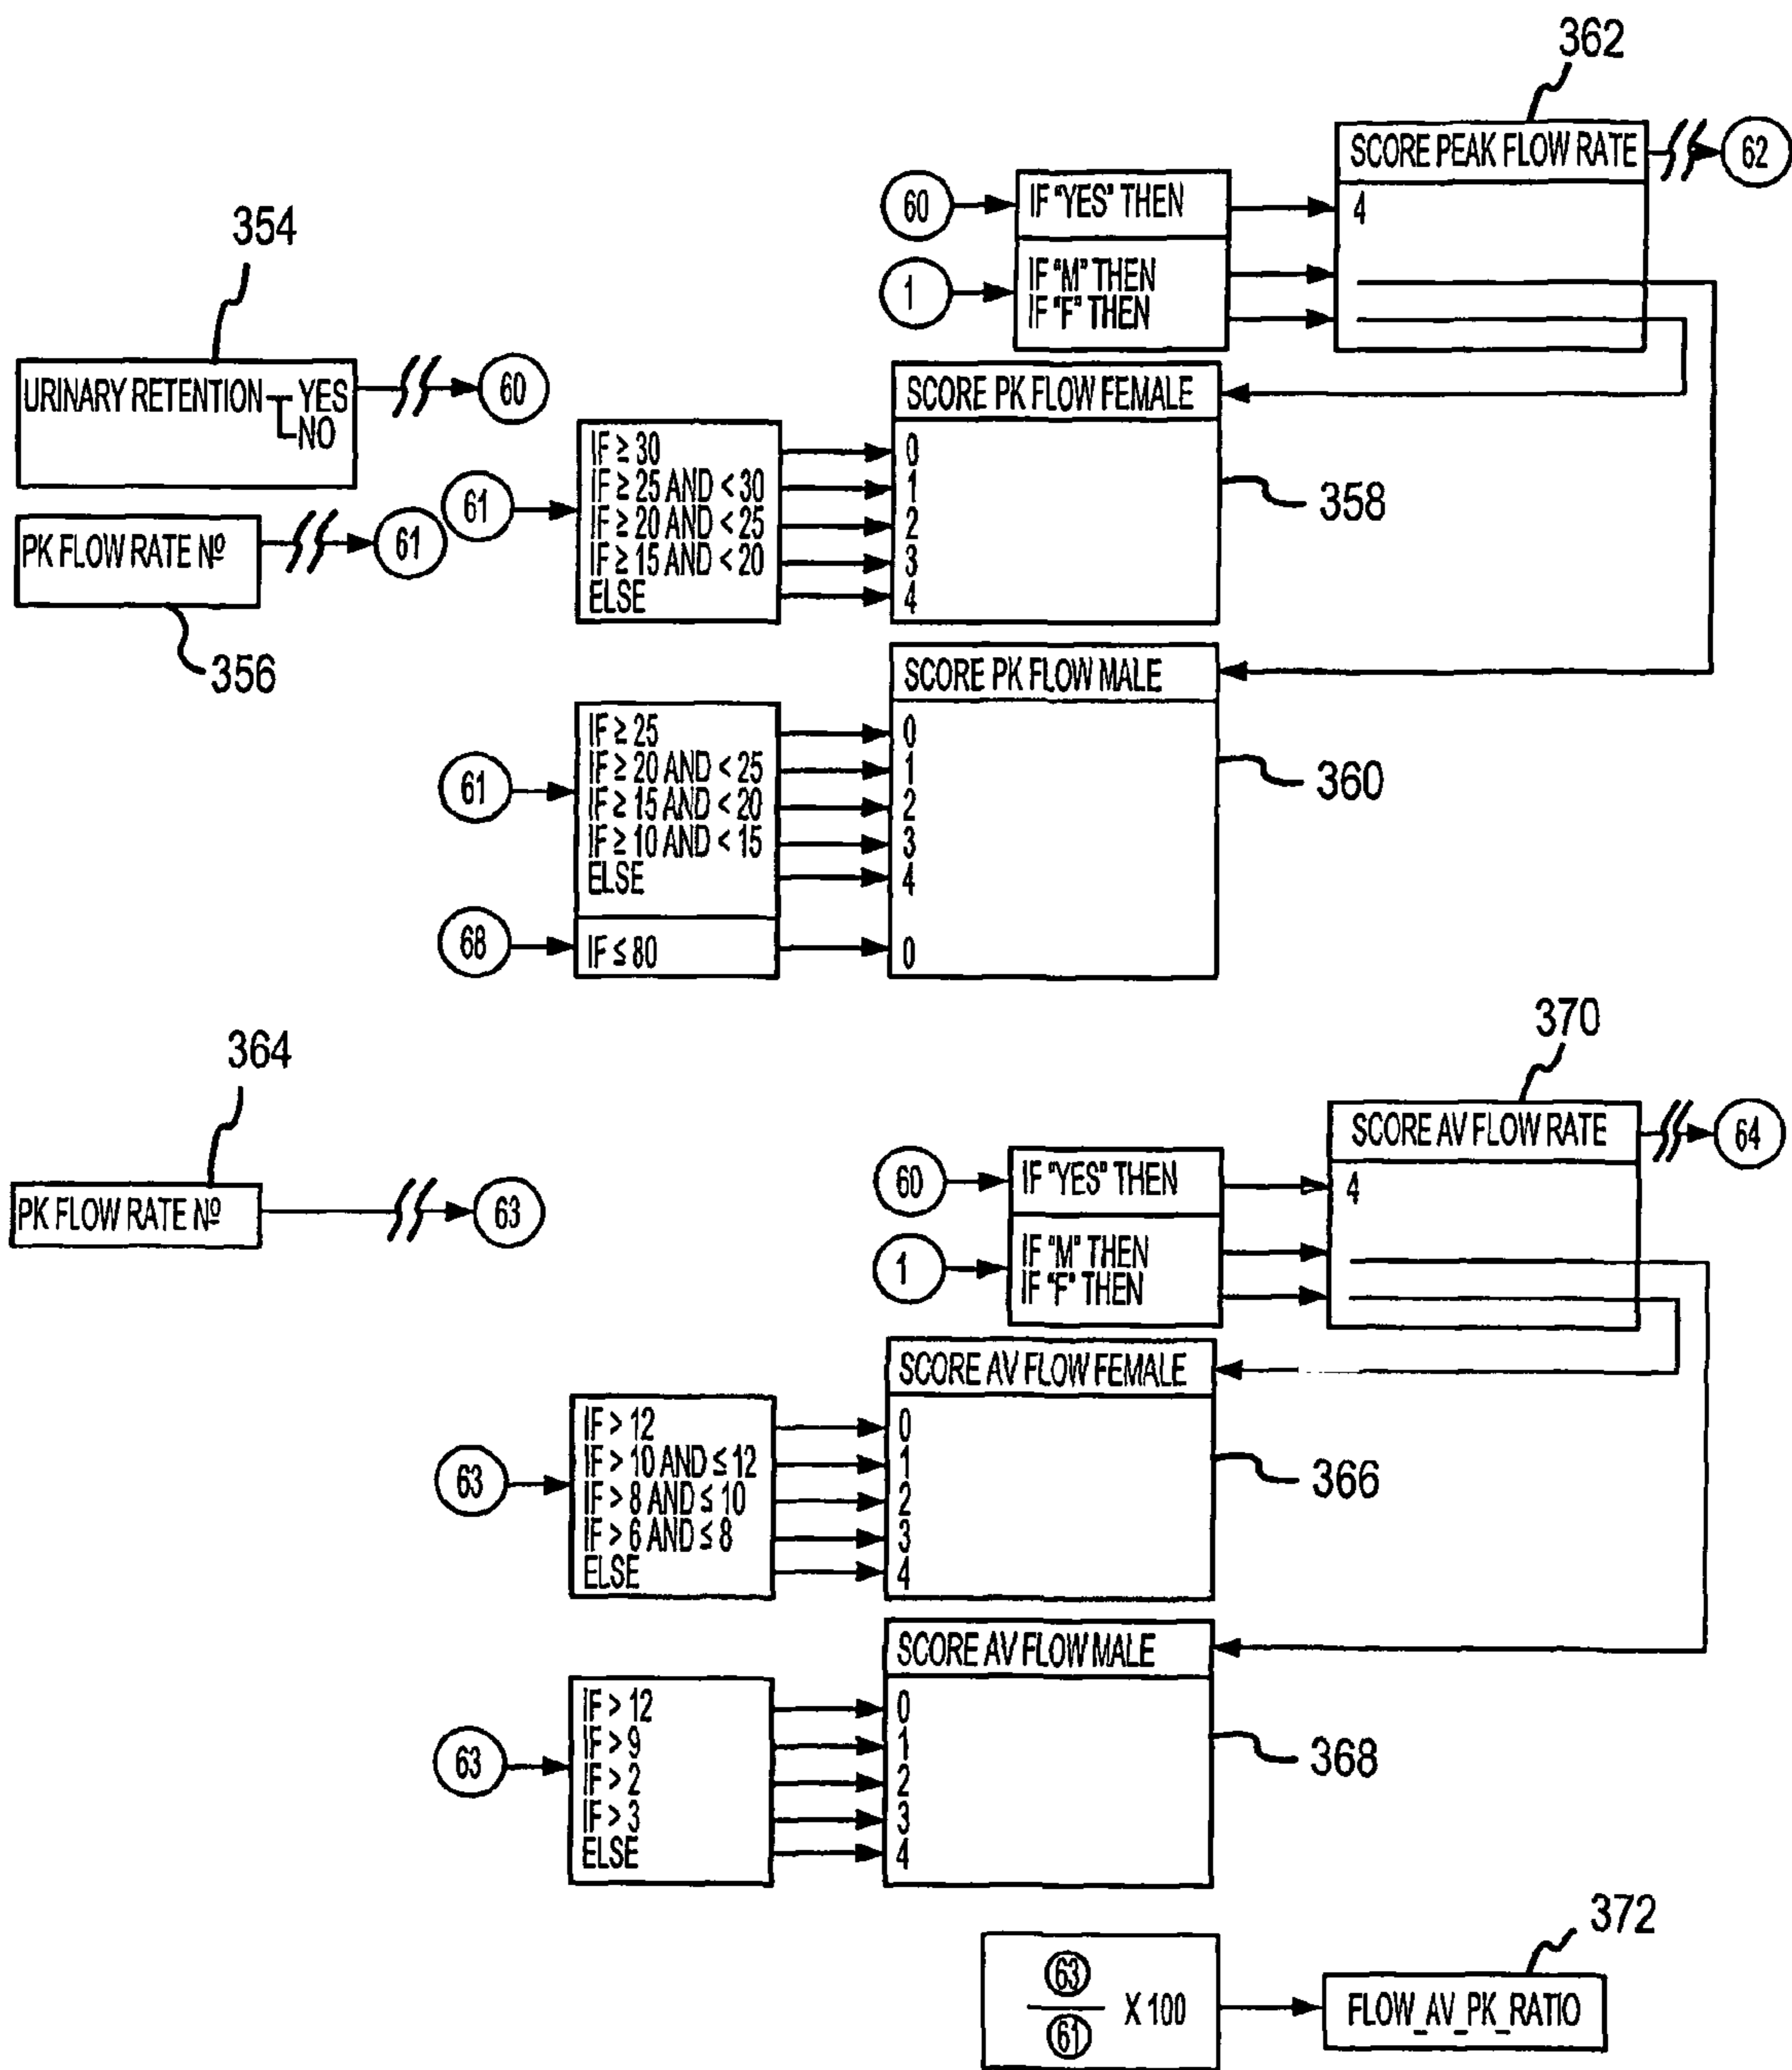 362
SCORE PEAK FLOW RATE
62
60
IF "YES" THEN
4
1
IF "M" THEN
IF "F" THEN
354
URINARY RETENTION YES
NO
60
SCORE PK FLOW FEMALE
61
IF ≥ 30
0
IF ≥ 25 AND < 30
1
IF ≥ 20 AND < 25
2
IF ≥ 15 AND < 20
3
ELSE
4
358
PK FLOW RATE Nº
61
356
SCORE PK FLOW MALE
61
IF ≥ 25
0
IF ≥ 20 AND < 25
1
IF ≥ 15 AND < 20
2
IF ≥ 10 AND < 15
3
ELSE
4
360
68
IF ≤ 80
0
364
PK FLOW RATE Nº
63
370
SCORE AV FLOW RATE
64
60
IF "YES" THEN
4
1
IF "M" THEN
IF "F" THEN
SCORE AV FLOW FEMALE
63
IF > 12
0
IF > 10 AND ≤ 12
1
IF > 8 AND ≤ 10
2
IF > 6 AND ≤ 8
3
ELSE
4
366
SCORE AV FLOW MALE
63
IF > 12
0
IF > 9
1
IF > 2
2
IF > 3
3
ELSE
4
368
372
63
61
X 100
FLOW_AV_PK_RATIO